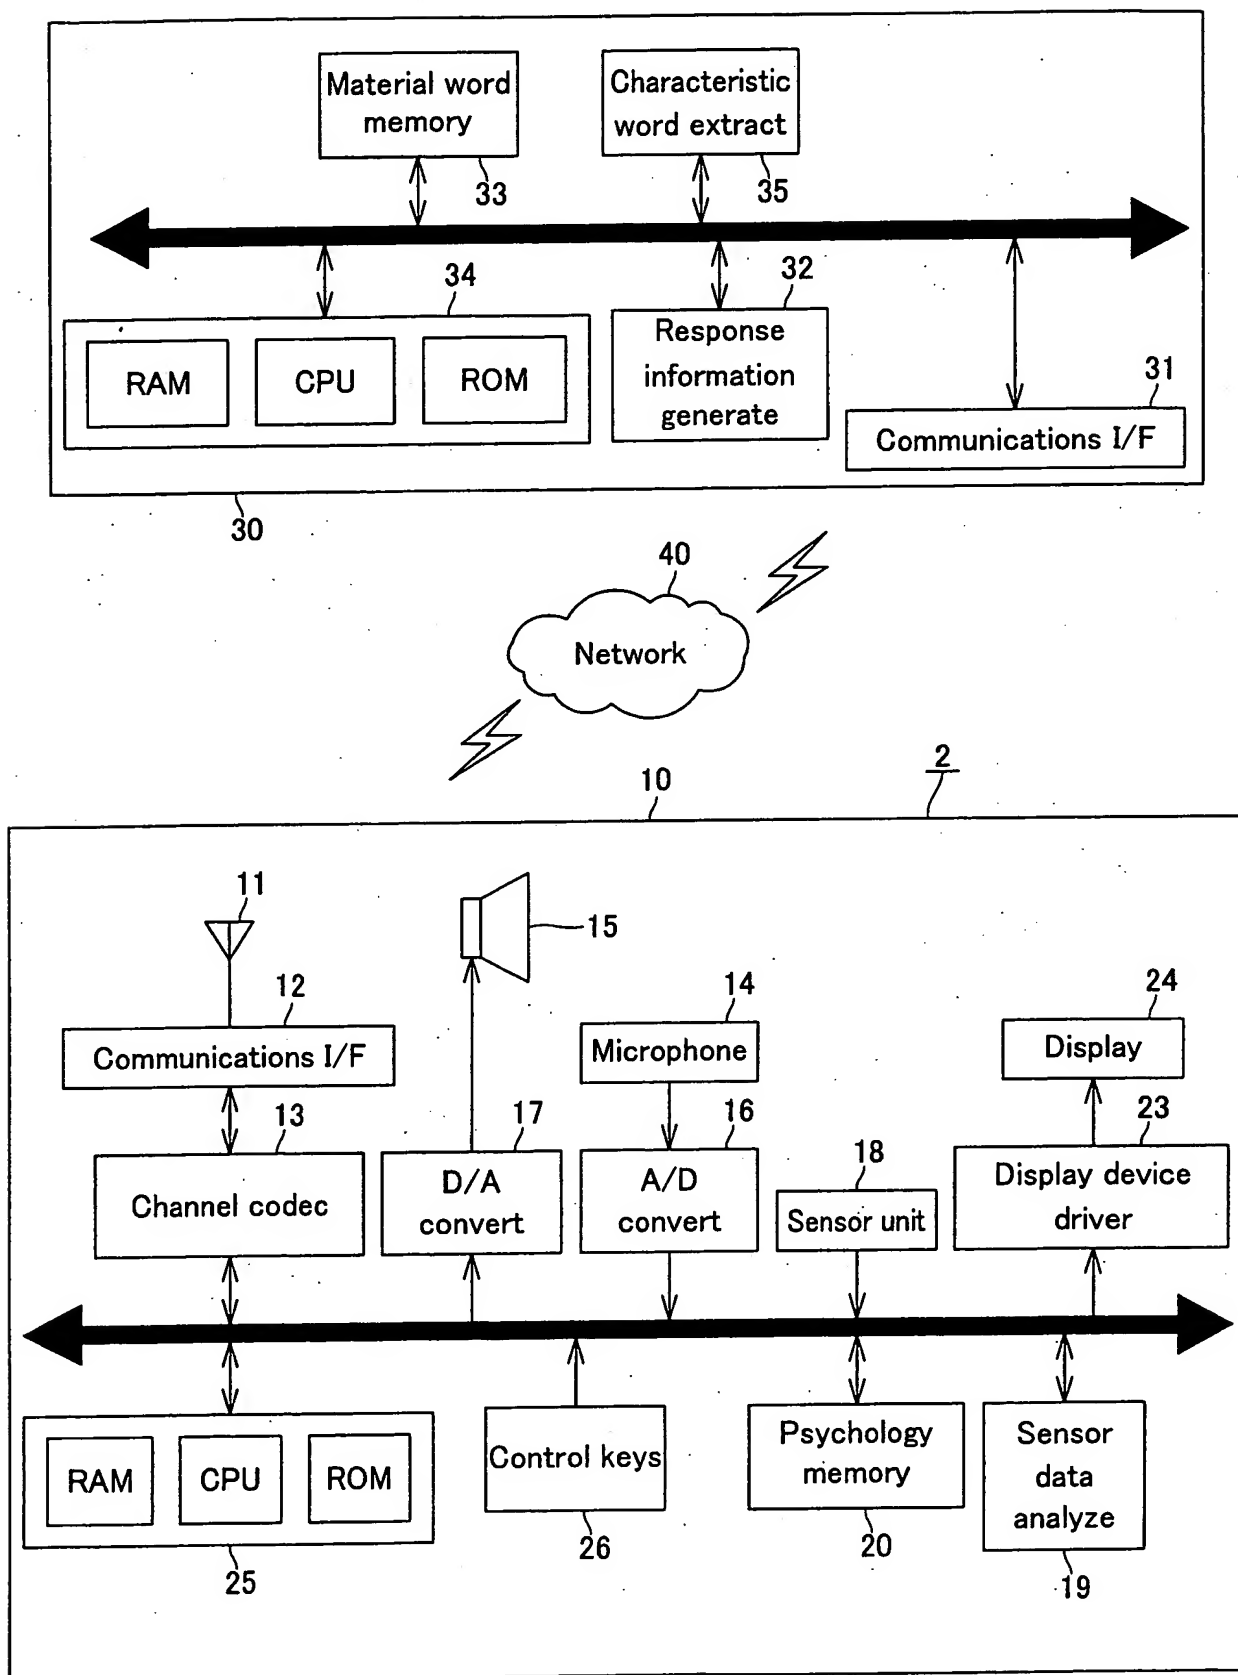 Material word
memory
33
Characteristic
word extract
35
34
RAM
CPU
ROM
32
Response
information
generate
31
Communications I/F
30
40
Network
10
2
11
15
12
Communications I/F
14
Microphone
24
Display
13
Channel codec
17
D/A
convert
16
A/D
convert
18
Sensor unit
23
Display device
driver
RAM
CPU
ROM
25
Control keys
26
Psychology
memory
20
Sensor
data
analyze
19